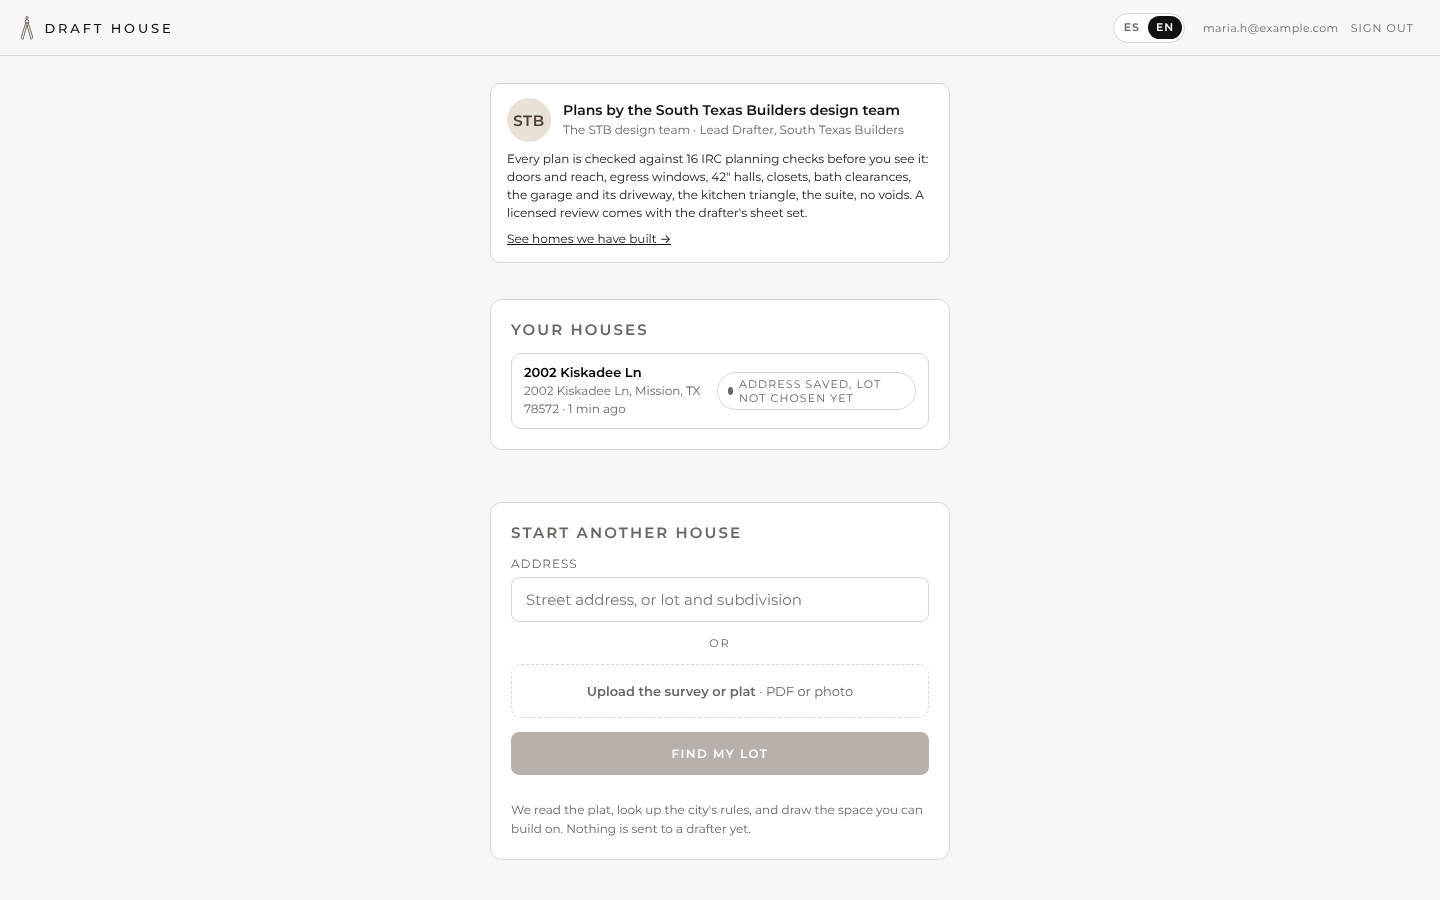 DRAFT HOUSE
ES EN maria.h@example.com SIGN OUT
STB
Plans by the South Texas Builders design team
The STB design team · Lead Drafter, South Texas Builders
Every plan is checked against 16 IRC planning checks before you see it:
doors and reach, egress windows, 42" halls, closets, bath clearances,
the garage and its driveway, the kitchen triangle, the suite, no voids. A
licensed review comes with the drafter's sheet set.
See homes we have built →
YOUR HOUSES
2002 Kiskadee Ln
2002 Kiskadee Ln, Mission, TX
78572 · 1 min ago
ADDRESS SAVED, LOT
NOT CHOSEN YET
START ANOTHER HOUSE
ADDRESS
Street address, or lot and subdivision
OR
Upload the survey or plat · PDF or photo
FIND MY LOT
We read the plat, look up the city's rules, and draw the space you can
build on. Nothing is sent to a drafter yet.